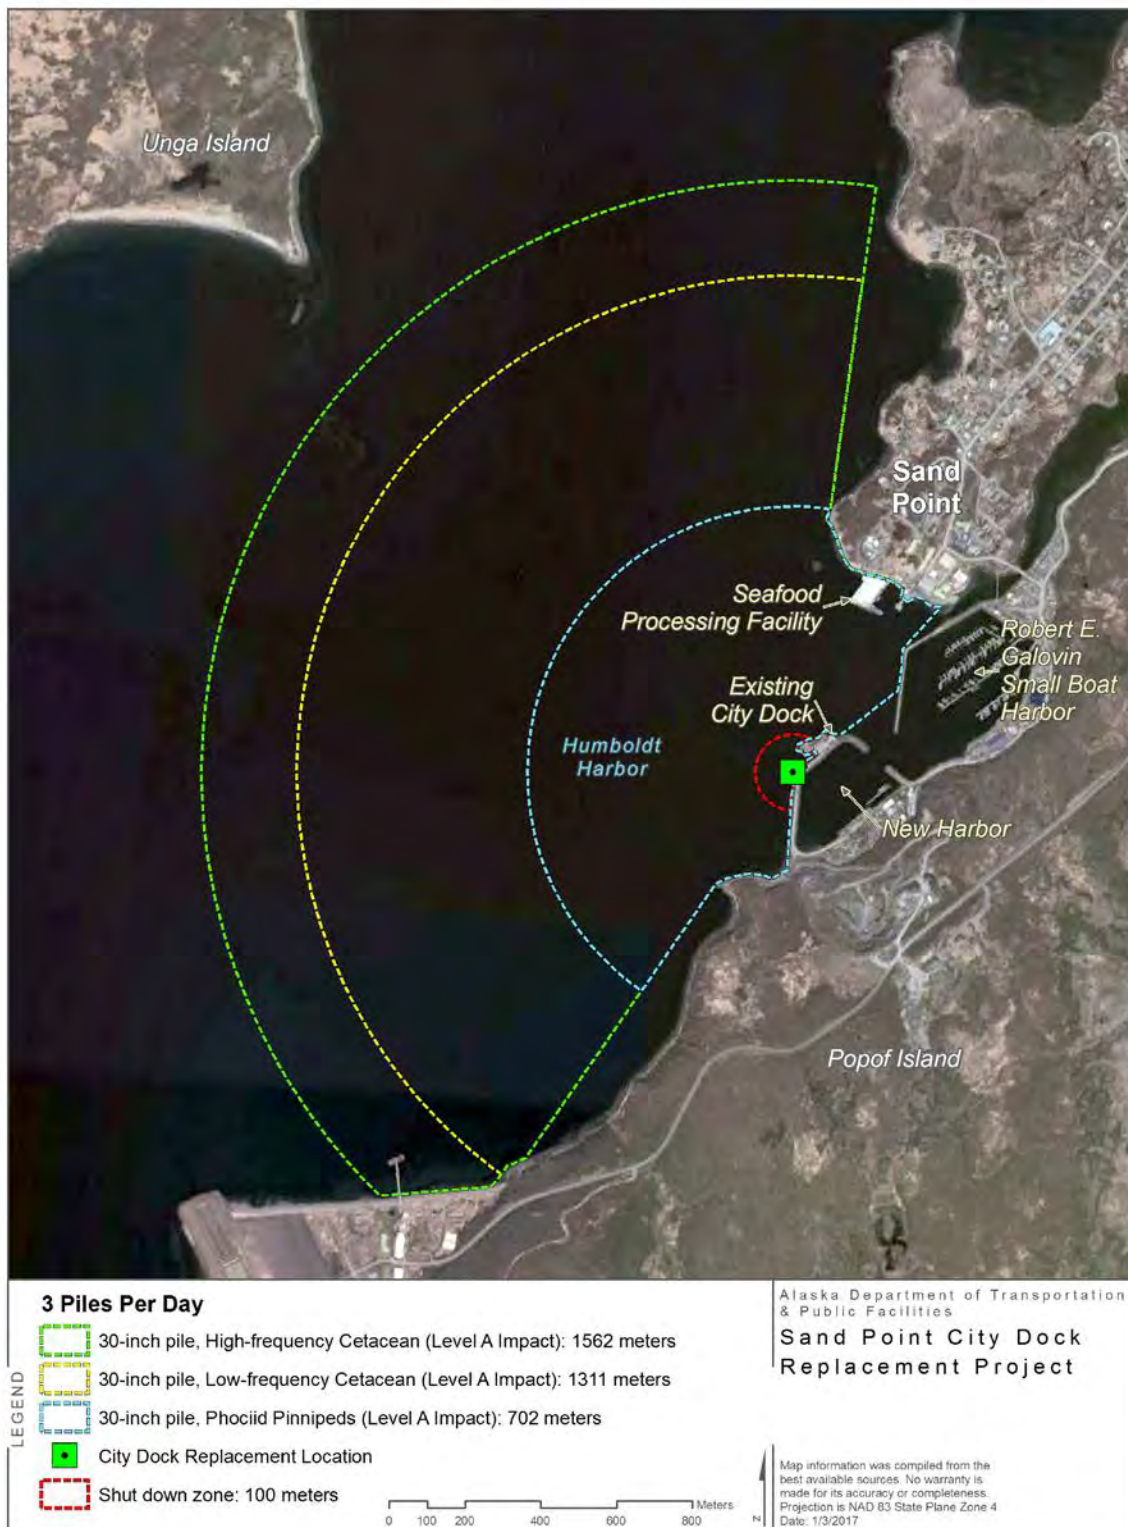 Unga Island
Sand
Point
Seafood
Processing Facility
Robert E.
Galovin
Small Boat
Harbor
Existing
City Dock
Humboldt
Harbor
New Harbor
Popof Island
3 Piles Per Day
30-inch pile, High-frequency Cetacean (Level A Impact): 1562 meters
30-inch pile, Low-frequency Cetacean (Level A Impact): 1311 meters
30-inch pile, Phociid Pinnipeds (Level A Impact): 702 meters
City Dock Replacement Location
Shut down zone: 100 meters
LEGEND
Meters
0 100 200 400 600 800
N
Alaska Department of Transportation
& Public Facilities
Sand Point City Dock
Replacement Project
Map information was compiled from the
best available sources. No warranty is
made for its accuracy or completeness.
Projection is NAD 83 State Plane Zone 4
Date: 1/3/2017